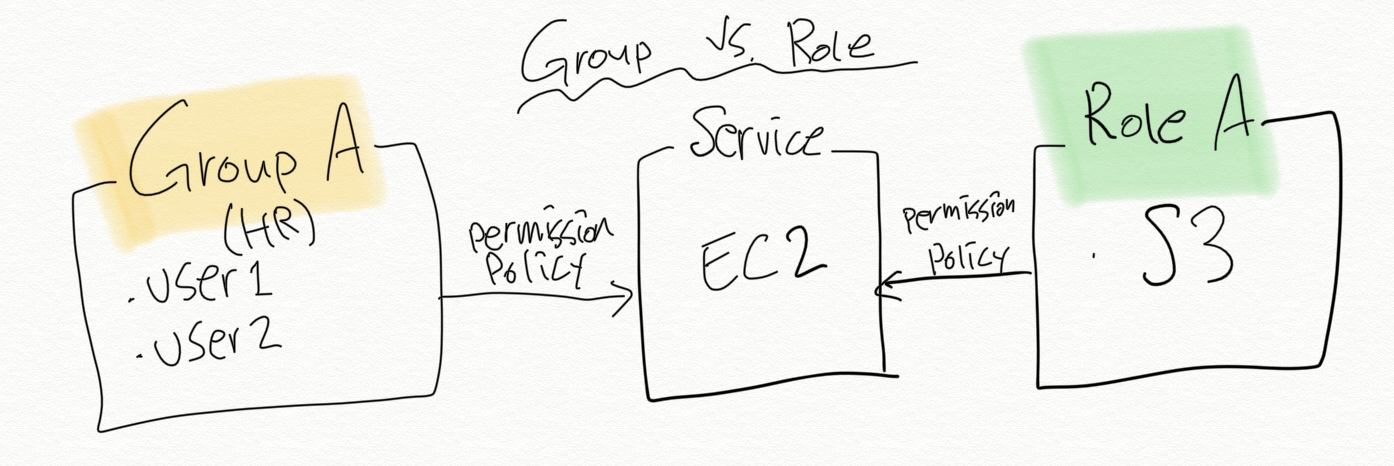 Group vs. Role
Group A
(HR)
. user 1
. user 2
permission
policy
Service
EC2
permission
policy
Role A
. S3